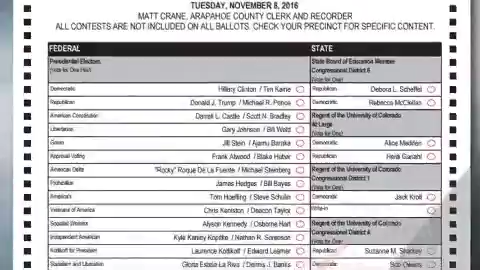 TUESDAY, NOVEMBER 8, 2016
MATT CRANE, ARAPAHOE COUNTY CLERK AND RECORDER
ALL CONTESTS ARE NOT INCLUDED ON ALL BALLOTS. CHECK YOUR PRECINCT FOR SPECIFIC CONTENT.
FEDERAL
Presidential Electors
(Vote for One Pair)
Democratic Hillary Clinton / Tim Kaine
Republican Donald J. Trump / Michael R. Pence
American Constitution Darrell L. Castle / Scott N. Bradley
Libertarian Gary Johnson / Bill Weld
Green Jill Stein / Ajamu Baraka
Approval Voting Frank Atwood / Blake Huber
American Delta "Rocky" Roque De La Fuente / Michael Steinberg
Prohibition James Hedges / Bill Bayes
America's Tom Hoefling / Steve Schulin
Veterans of America Chris Keniston / Deacon Taylor
Socialist Workers Alyson Kennedy / Osborne Hart
Independent American Kyle Kenley Kopitke / Nathan R. Sorenson
Kotlikoff for President Laurence Kotlikoff / Edward Leamer
Socialism and Liberation Gloria Estela La Riva / Dennis J. Banks
STATE
State Board of Education Member
Congressional District 6
(Vote for One)
Republican Debora L. Scheffel
Democratic Rebecca McClellan
Regent of the University of Colorado
At Large
(Vote for One)
Democratic Alice Madden
Republican Heidi Ganahl
Regent of the University of Colorado
Congressional District 1
(Vote for One)
Democratic Jack Kroll
Write-in
Regent of the University of Colorado
Congressional District 4
(Vote for One)
Republican Suzanne M. Sharkey
Democratic Bob Owens